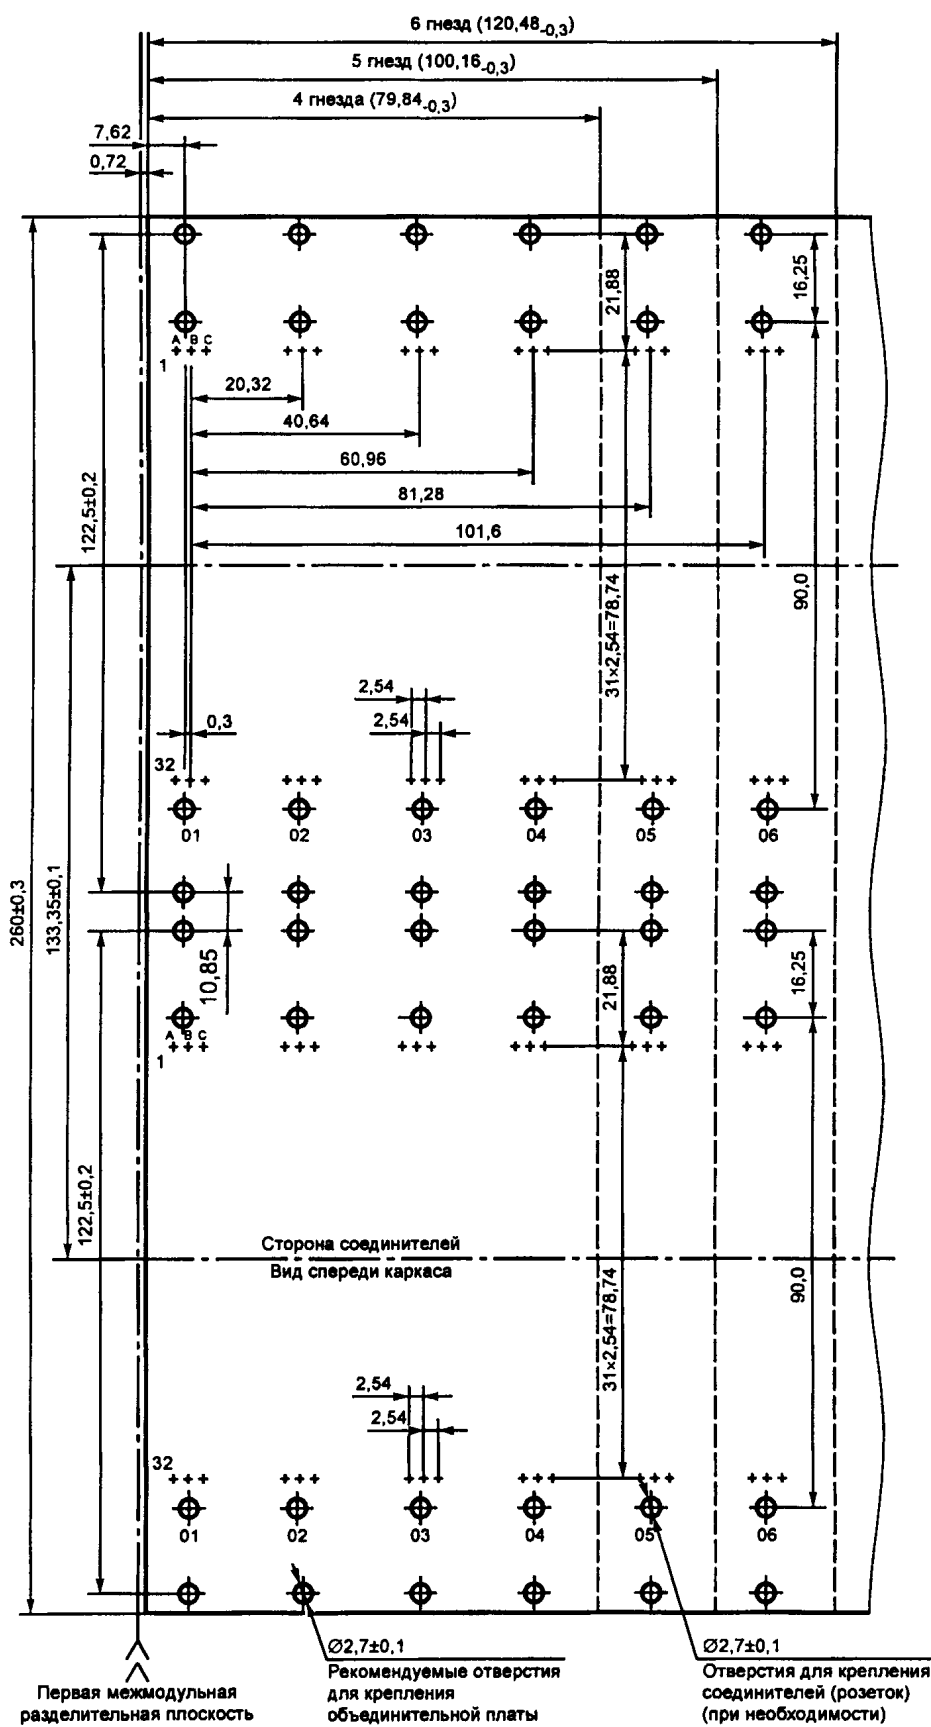 6 гнезд (120,48-0,3)
5 гнезд (100,16-0,3)
4 гнезда (79,84-0,3)
7,62
0,72
21,88
16,25
A B C
1
20,32
40,64
60,96
81,28
101,6
122,5±0,2
31×2,54=78,74
90,0
2,54
0,3
2,54
32
01 02 03 04 05 06
260±0,3
133,35±0,1
10,85
21,88
16,25
A B C
1
122,5±0,2
Сторона соединителей
Вид спереди каркаса
31×2,54=78,74
90,0
2,54
2,54
32
01 02 03 04 05 06
Ø2,7±0,1
Рекомендуемые отверстия
для крепления
объединительной платы
Ø2,7±0,1
Отверстия для крепления
соединителей (розеток)
(при необходимости)
Первая межмодульная
разделительная плоскость